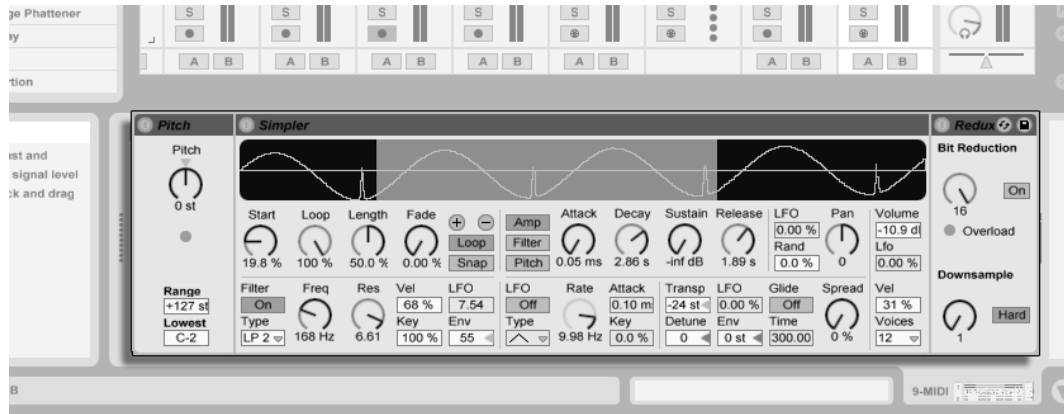 ge Phattener
ay
rtion
S S S S S S S S
A B A B A B A B A B A B A B
ust and
signal level
ck and drag
Pitch
Simpler
Redux
Pitch
0 st
Range
+127 st
Lowest
C-2
Start Loop Length Fade
Loop
Snap
19.8 % 100 % 50.0 % 0.00 %
Amp
Filter
Pitch
Attack Decay Sustain Release
0.05 ms 2.86 s -inf dB 1.89 s
LFO
0.00 %
Rand
0.0 %
Pan
0
Volume
-10.9 dB
Lfo
0.00 %
Filter
On
Type
LP 2
Freq
168 Hz
Res
6.61
Vel
68 %
Key
100 %
LFO
7.54
Env
55
LFO
Off
Type
Rate
9.98 Hz
Attack
0.10 m
Key
0.0 %
Transp
-24 st
Detune
0
LFO
0.00 %
Env
0 st
Glide
Off
Time
300.00
Spread
0 %
Vel
31 %
Voices
12
Bit Reduction
16
On
Overload
Downsample
1
Hard
B
9-MIDI